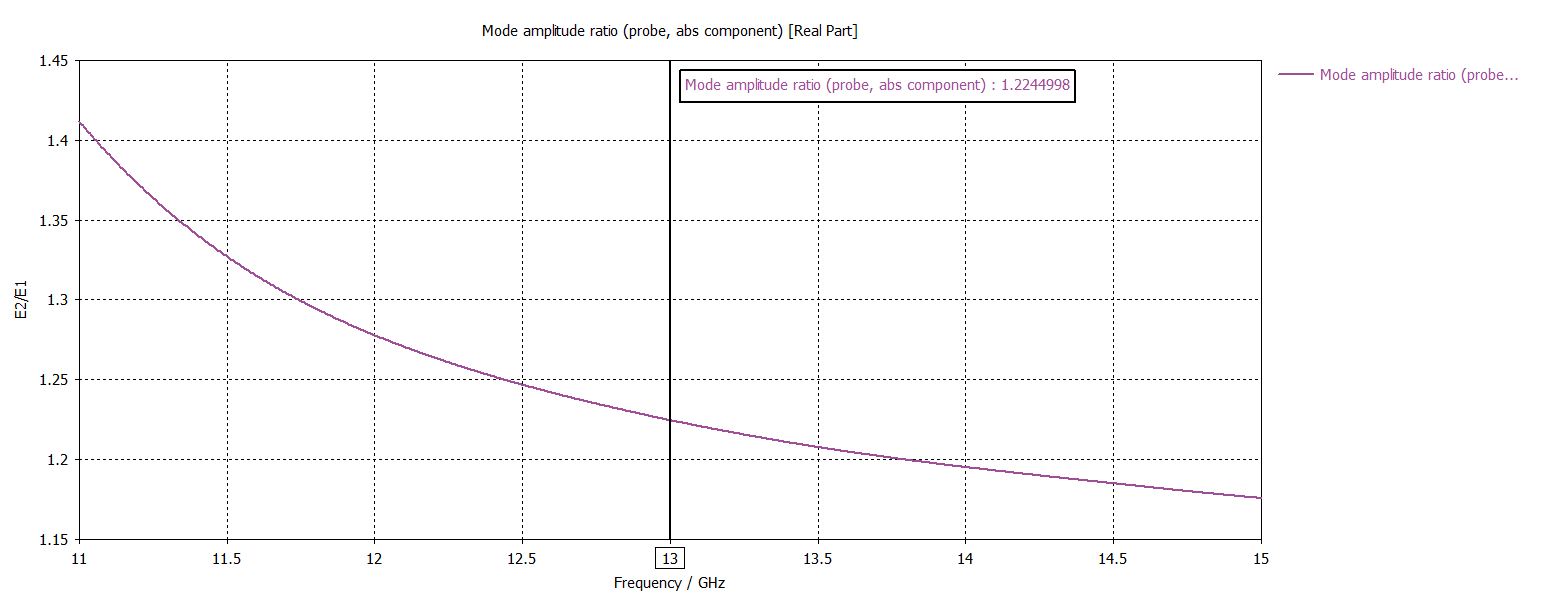 Mode amplitude ratio (probe, abs component) [Real Part]
1.45
Mode amplitude ratio (probe, abs component) : 1.2244998
Mode amplitude ratio (probe...
1.4
1.35
1.3
E2/E1
1.25
1.2
1.15
11 11.5 12 12.5 13 13.5 14 14.5 15
Frequency / GHz